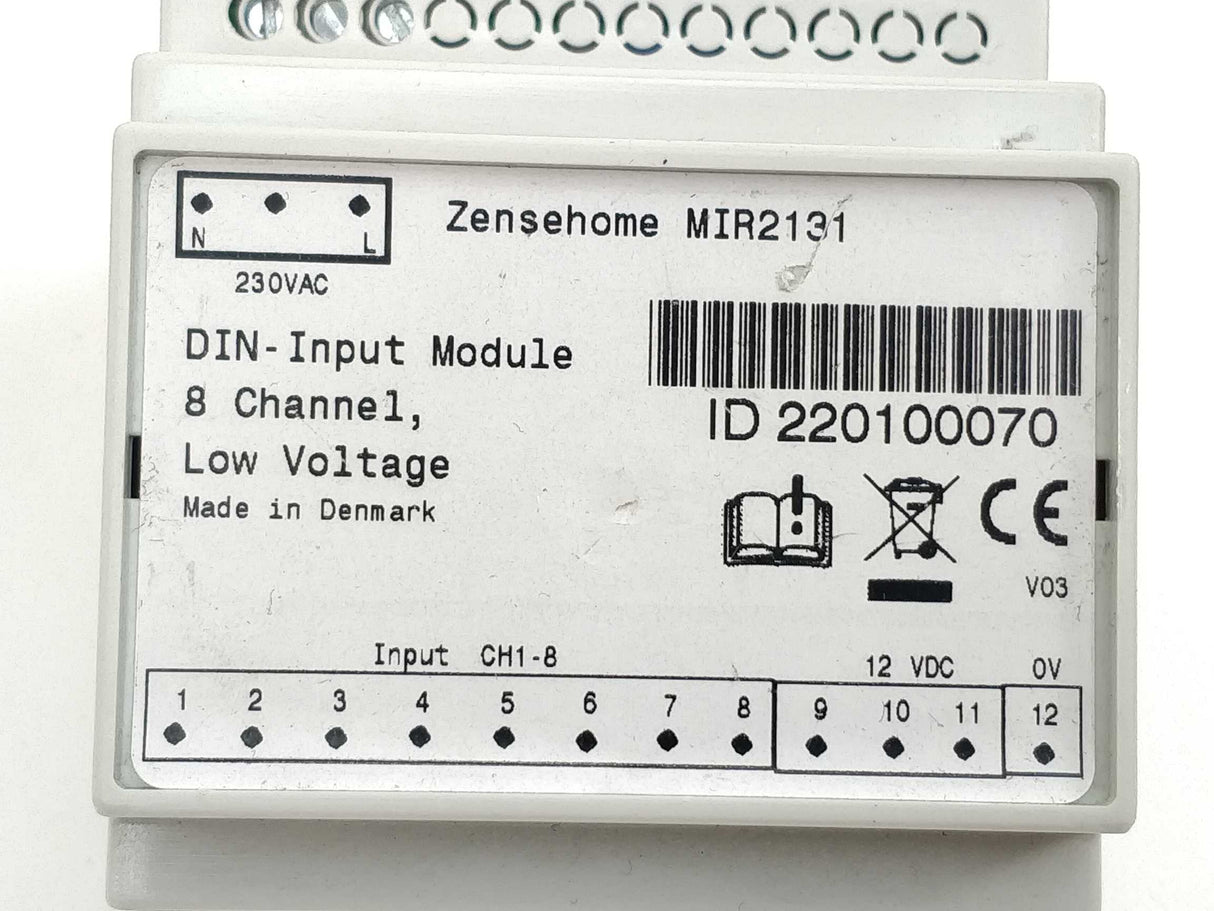 N L
230VAC
Zensehome MIR2131
DIN-Input Module
8 Channel,
Low Voltage
Made in Denmark
ID 220100070
CE
V03
Input CH1-8
12 VDC
0V
1 2 3 4 5 6 7 8 9 10 11 12